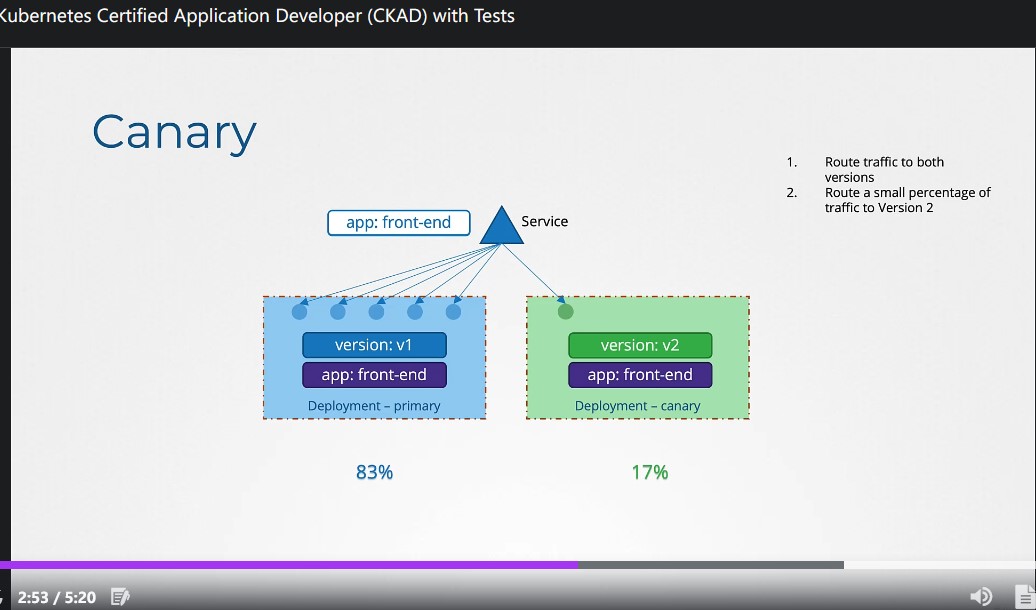 Kubernetes Certified Application Developer (CKAD) with Tests
Canary
1. Route traffic to both
versions
2. Route a small percentage of
traffic to Version 2
app: front-end
Service
version: v1
app: front-end
Deployment – primary
version: v2
app: front-end
Deployment – canary
83%
17%
2:53 / 5:20